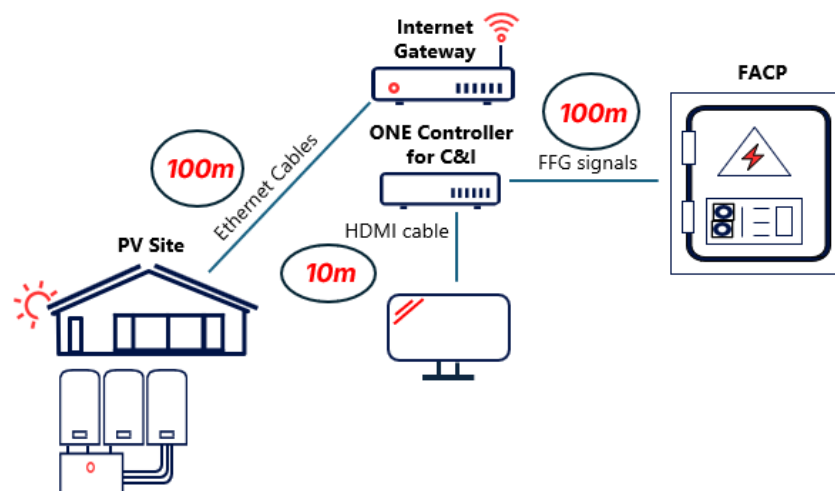 Internet
Gateway
FACP
100m
ONE Controller
for C&I
100m
Ethernet Cables
FFG signals
HDMI cable
PV Site
10m